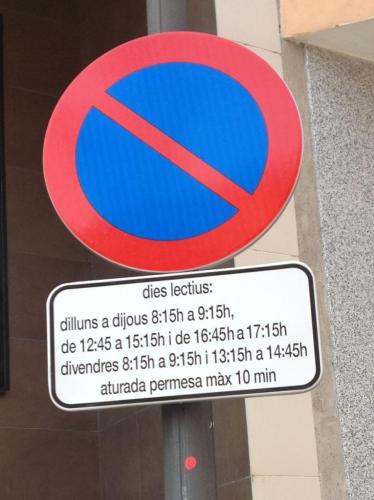 dies lectius:
dilluns a dijous 8:15h a 9:15h,
de 12:45 a 15:15h i de 16:45h a 17:15h
divendres 8:15h a 9:15h i 13:15h a 14:45h
aturada permesa màx 10 min